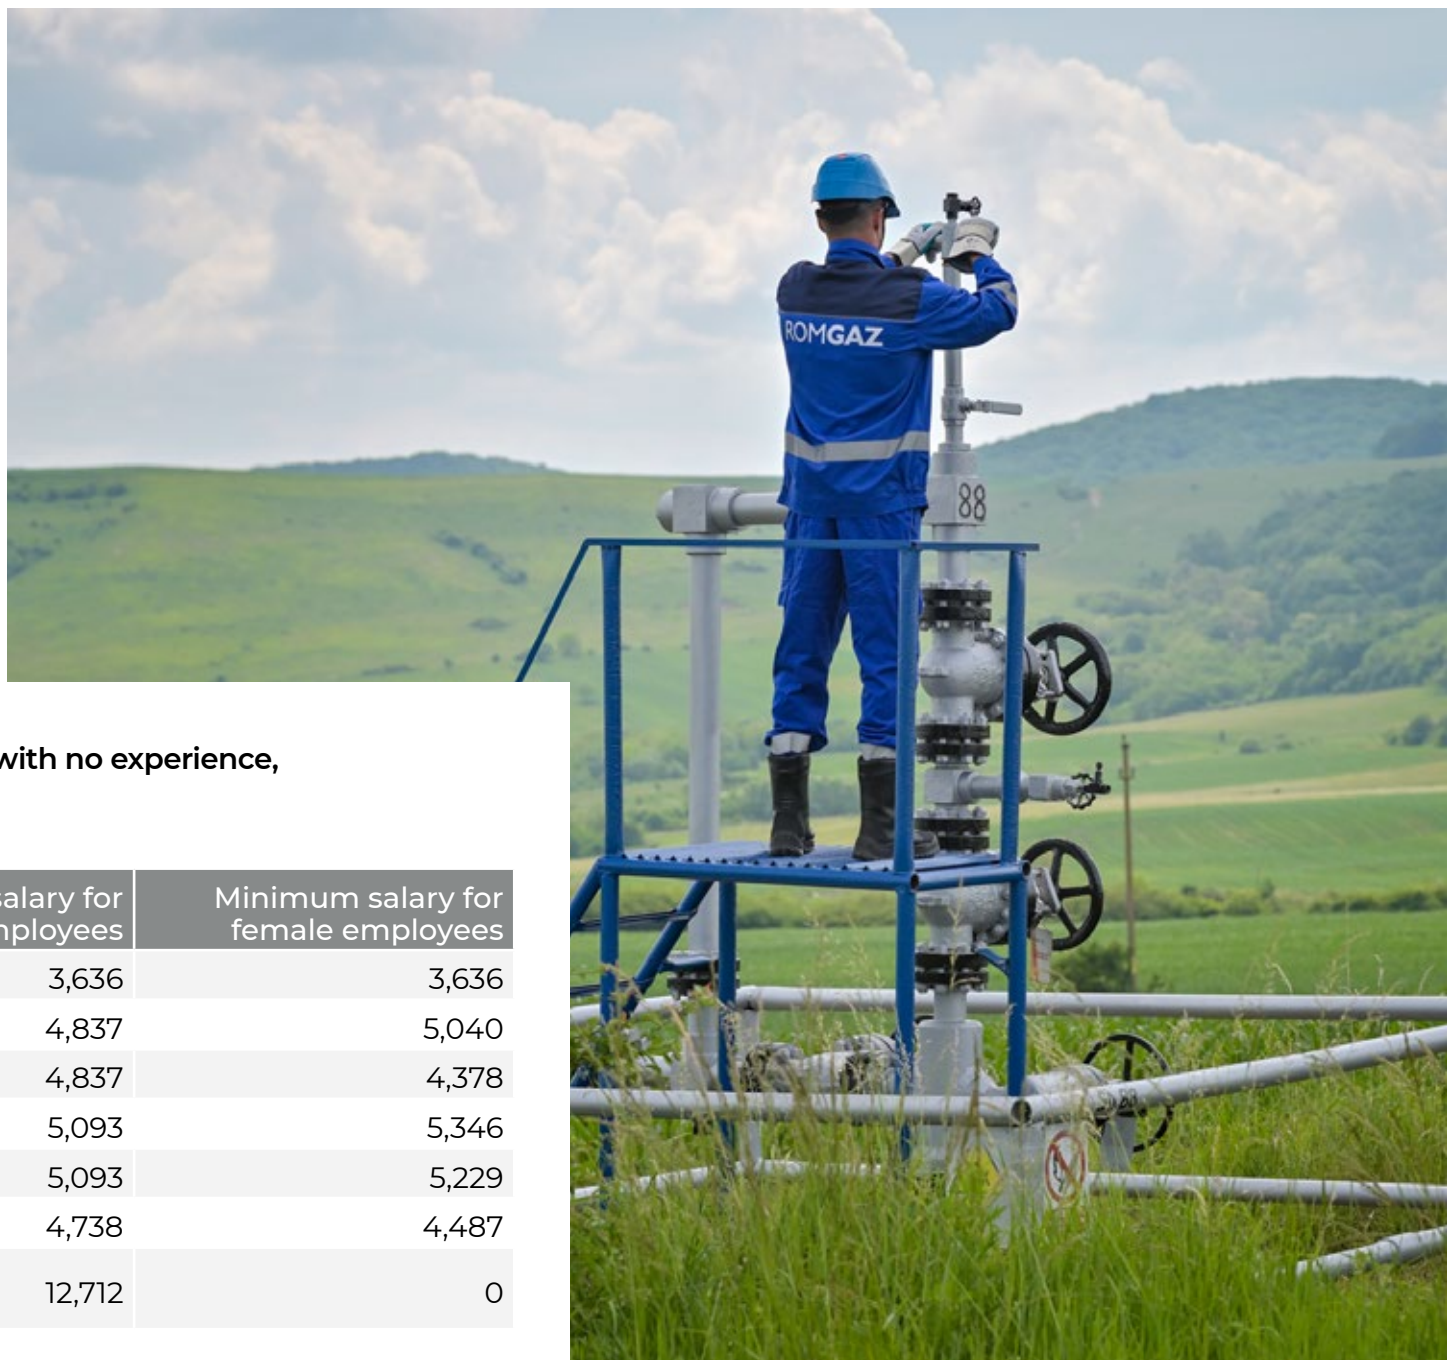 ROMGAZ
88
with no experience,
salary for Minimum salary for
employees female employees
3,636 3,636
4,837 5,040
4,837 4,378
5,093 5,346
5,093 5,229
4,738 4,487
12,712 0